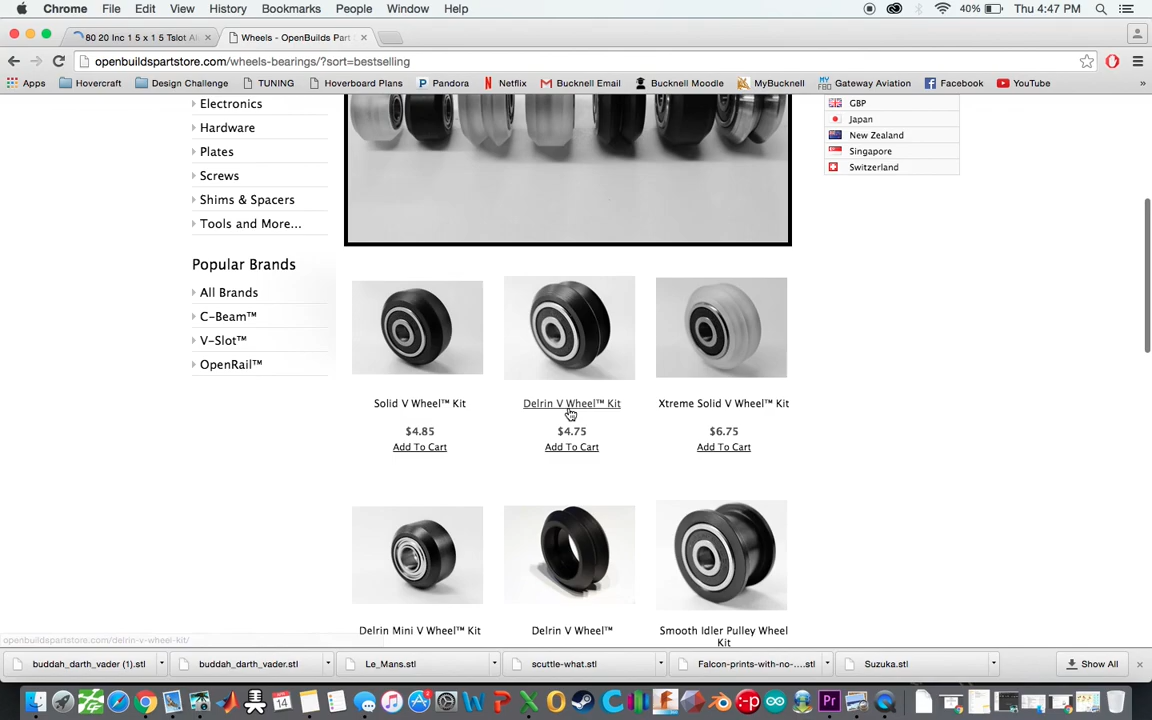 Chrome File Edit View History Bookmarks People Window Help 40% Thu 4:47 PM
80 20 Inc 1 5 x 1 5 Tslot Al
Wheels - OpenBuilds Part
openbuildspartstore.com/wheels-bearings/?sort=bestselling
Apps Hovercraft Design Challenge TUNING Hoverboard Plans Pandora Netflix Bucknell Email Bucknell Moodle MyBucknell Gateway Aviation Facebook YouTube »
Electronics
Hardware
Plates
Screws
Shims & Spacers
Tools and More...
Popular Brands
All Brands
C-Beam™
V-Slot™
OpenRail™
GBP
Japan
New Zealand
Singapore
Switzerland
Solid V Wheel™ Kit
$4.85
Add To Cart
Delrin V Wheel™ Kit
$4.75
Add To Cart
Xtreme Solid V Wheel™ Kit
$6.75
Add To Cart
Delrin Mini V Wheel™ Kit
Delrin V Wheel™
Smooth Idler Pulley Wheel
Kit
openbuildspartstore.com/delrin-v-wheel-kit/
buddah_darth_vader (1).stl buddah_darth_vader.stl Le_Mans.stl scuttle-what.stl Falcon-prints-with-no-....stl Suzuka.stl Show All